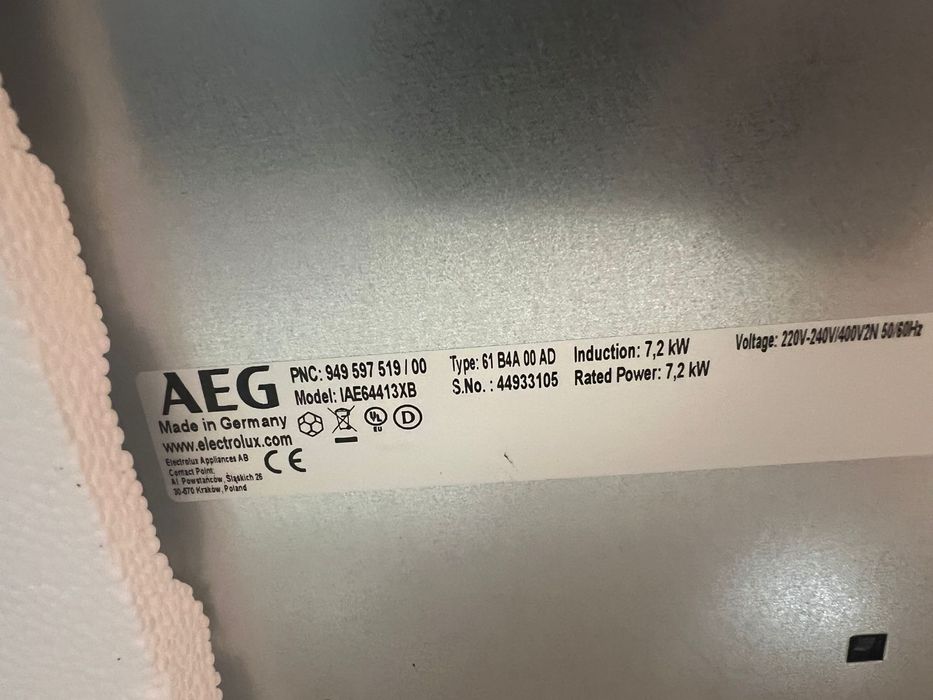 AEG
PNC: 949 597 519 / 00
Model: IAE64413XB
Type: 61 B4A 00 AD
S.No. : 44933105
Induction: 7,2 kW
Rated Power: 7,2 kW
Voltage: 220V-240V/400V2N 50/60Hz
Made in Germany
www.electrolux.com
UL
EU
D
CE
Electrolux Appliances AB
Contact Point:
Al. Powstańców Śląskich 26
30-570 Kraków, Poland